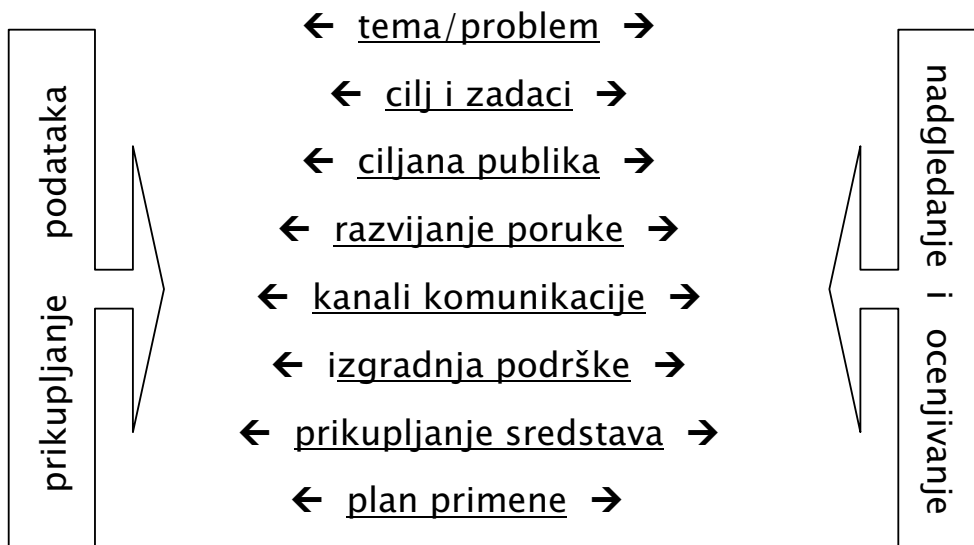 prikupljanje podataka
← tema/problem →
← cilj i zadaci →
← ciljana publika →
← razvijanje poruke →
← kanali komunikacije →
← izgradnja podrške →
← prikupljanje sredstava →
← plan primene →
nadgledanje i ocenjivanje